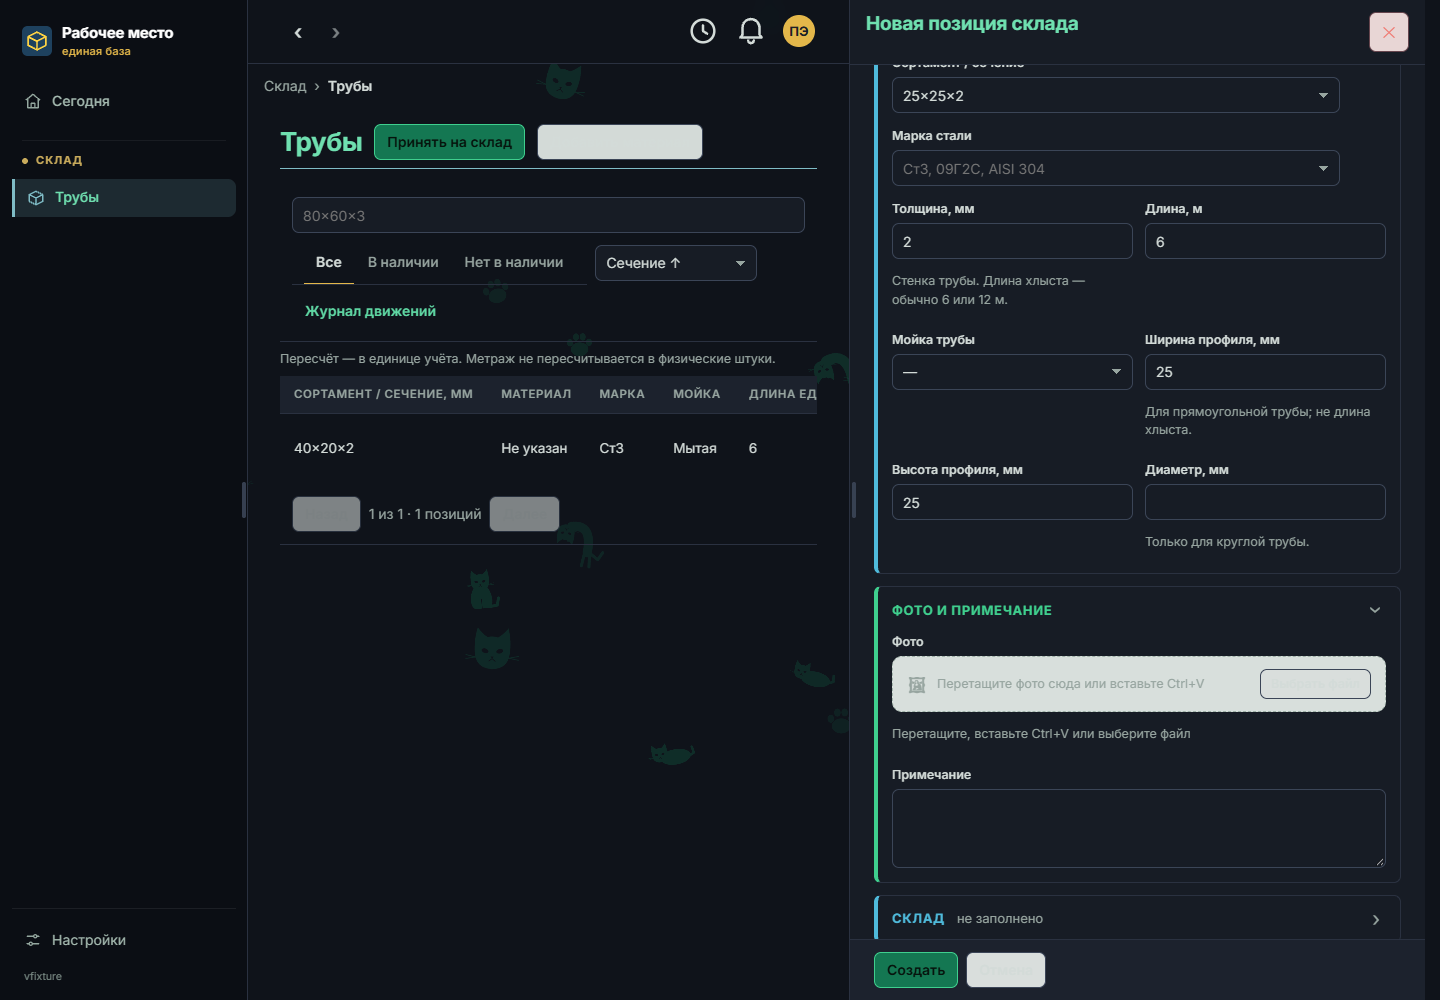 Рабочее место
единая база
Сегодня
СКЛАД
Трубы
Настройки
vfixture
ПЭ
Склад › Трубы
Трубы
Принять на склад
80×60×3
Все
В наличии
Нет в наличии
Сечение ↑
Журнал движений
Пересчёт — в единице учёта. Метраж не пересчитывается в физические штуки.
СОРТАМЕНТ / СЕЧЕНИЕ, ММ МАТЕРИАЛ МАРКА МОЙКА ДЛИНА ЕД
40×20×2 Не указан Ст3 Мытая 6
1 из 1 · 1 позиций
Новая позиция склада
Сортамент / сечение
25×25×2
Марка стали
Ст3, 09Г2С, AISI 304
Толщина, мм Длина, м
2 6
Стенка трубы. Длина хлыста —
обычно 6 или 12 м.
Мойка трубы Ширина профиля, мм
— 25
Для прямоугольной трубы; не длина
хлыста.
Высота профиля, мм Диаметр, мм
25
Только для круглой трубы.
ФОТО И ПРИМЕЧАНИЕ
Фото
Перетащите фото сюда или вставьте Ctrl+V
Перетащите, вставьте Ctrl+V или выберите файл
Примечание
СКЛАД не заполнено
Создать